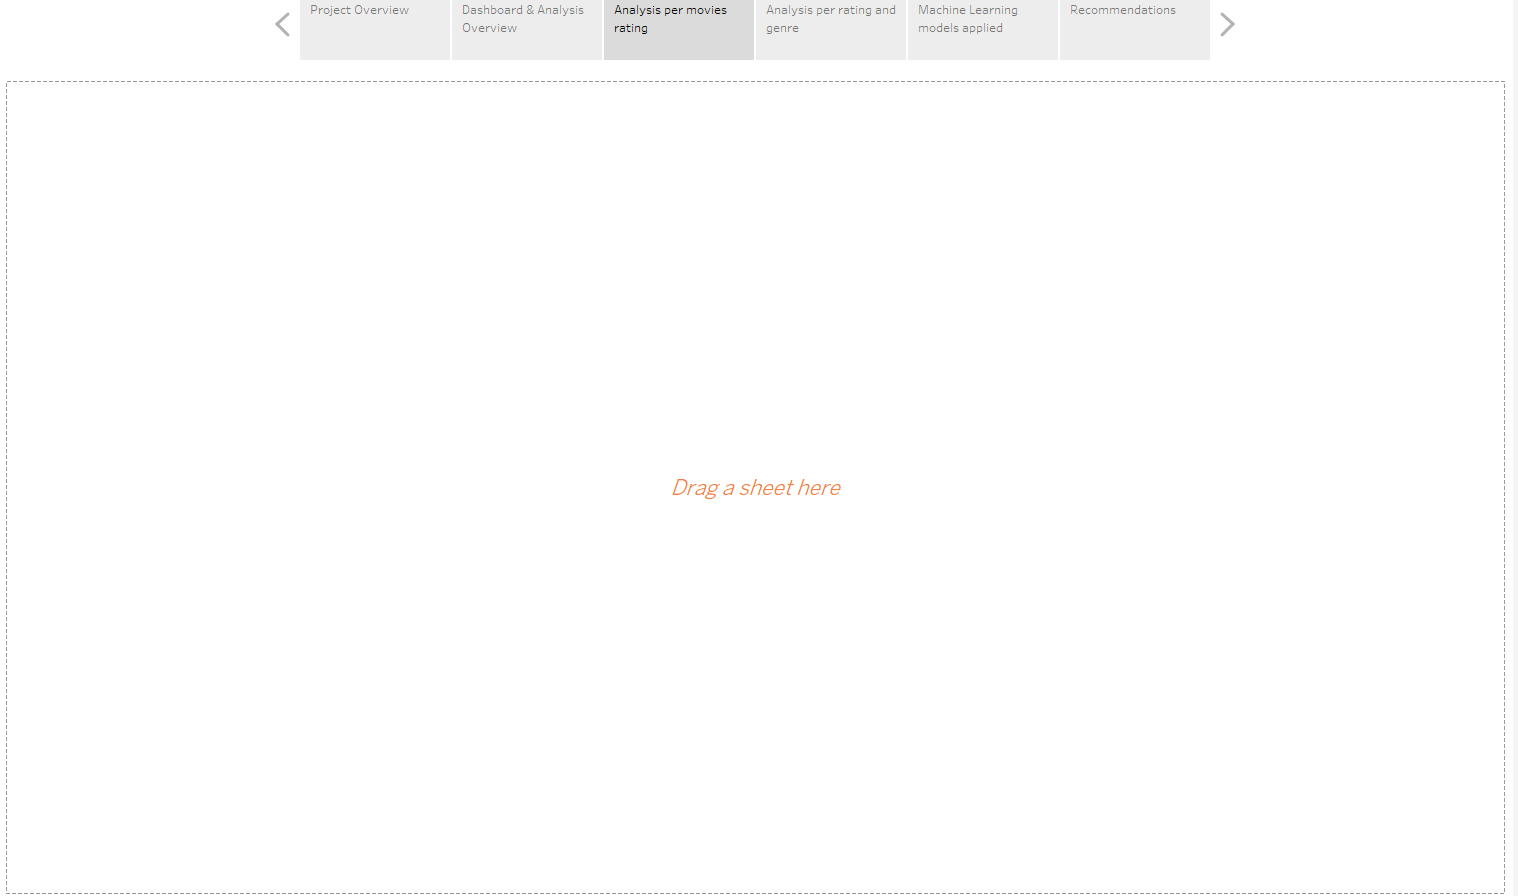 Project Overview
Dashboard & Analysis
Overview
Analysis per movies
rating
Analysis per rating and
genre
Machine Learning
models applied
Recommendations
Drag a sheet here